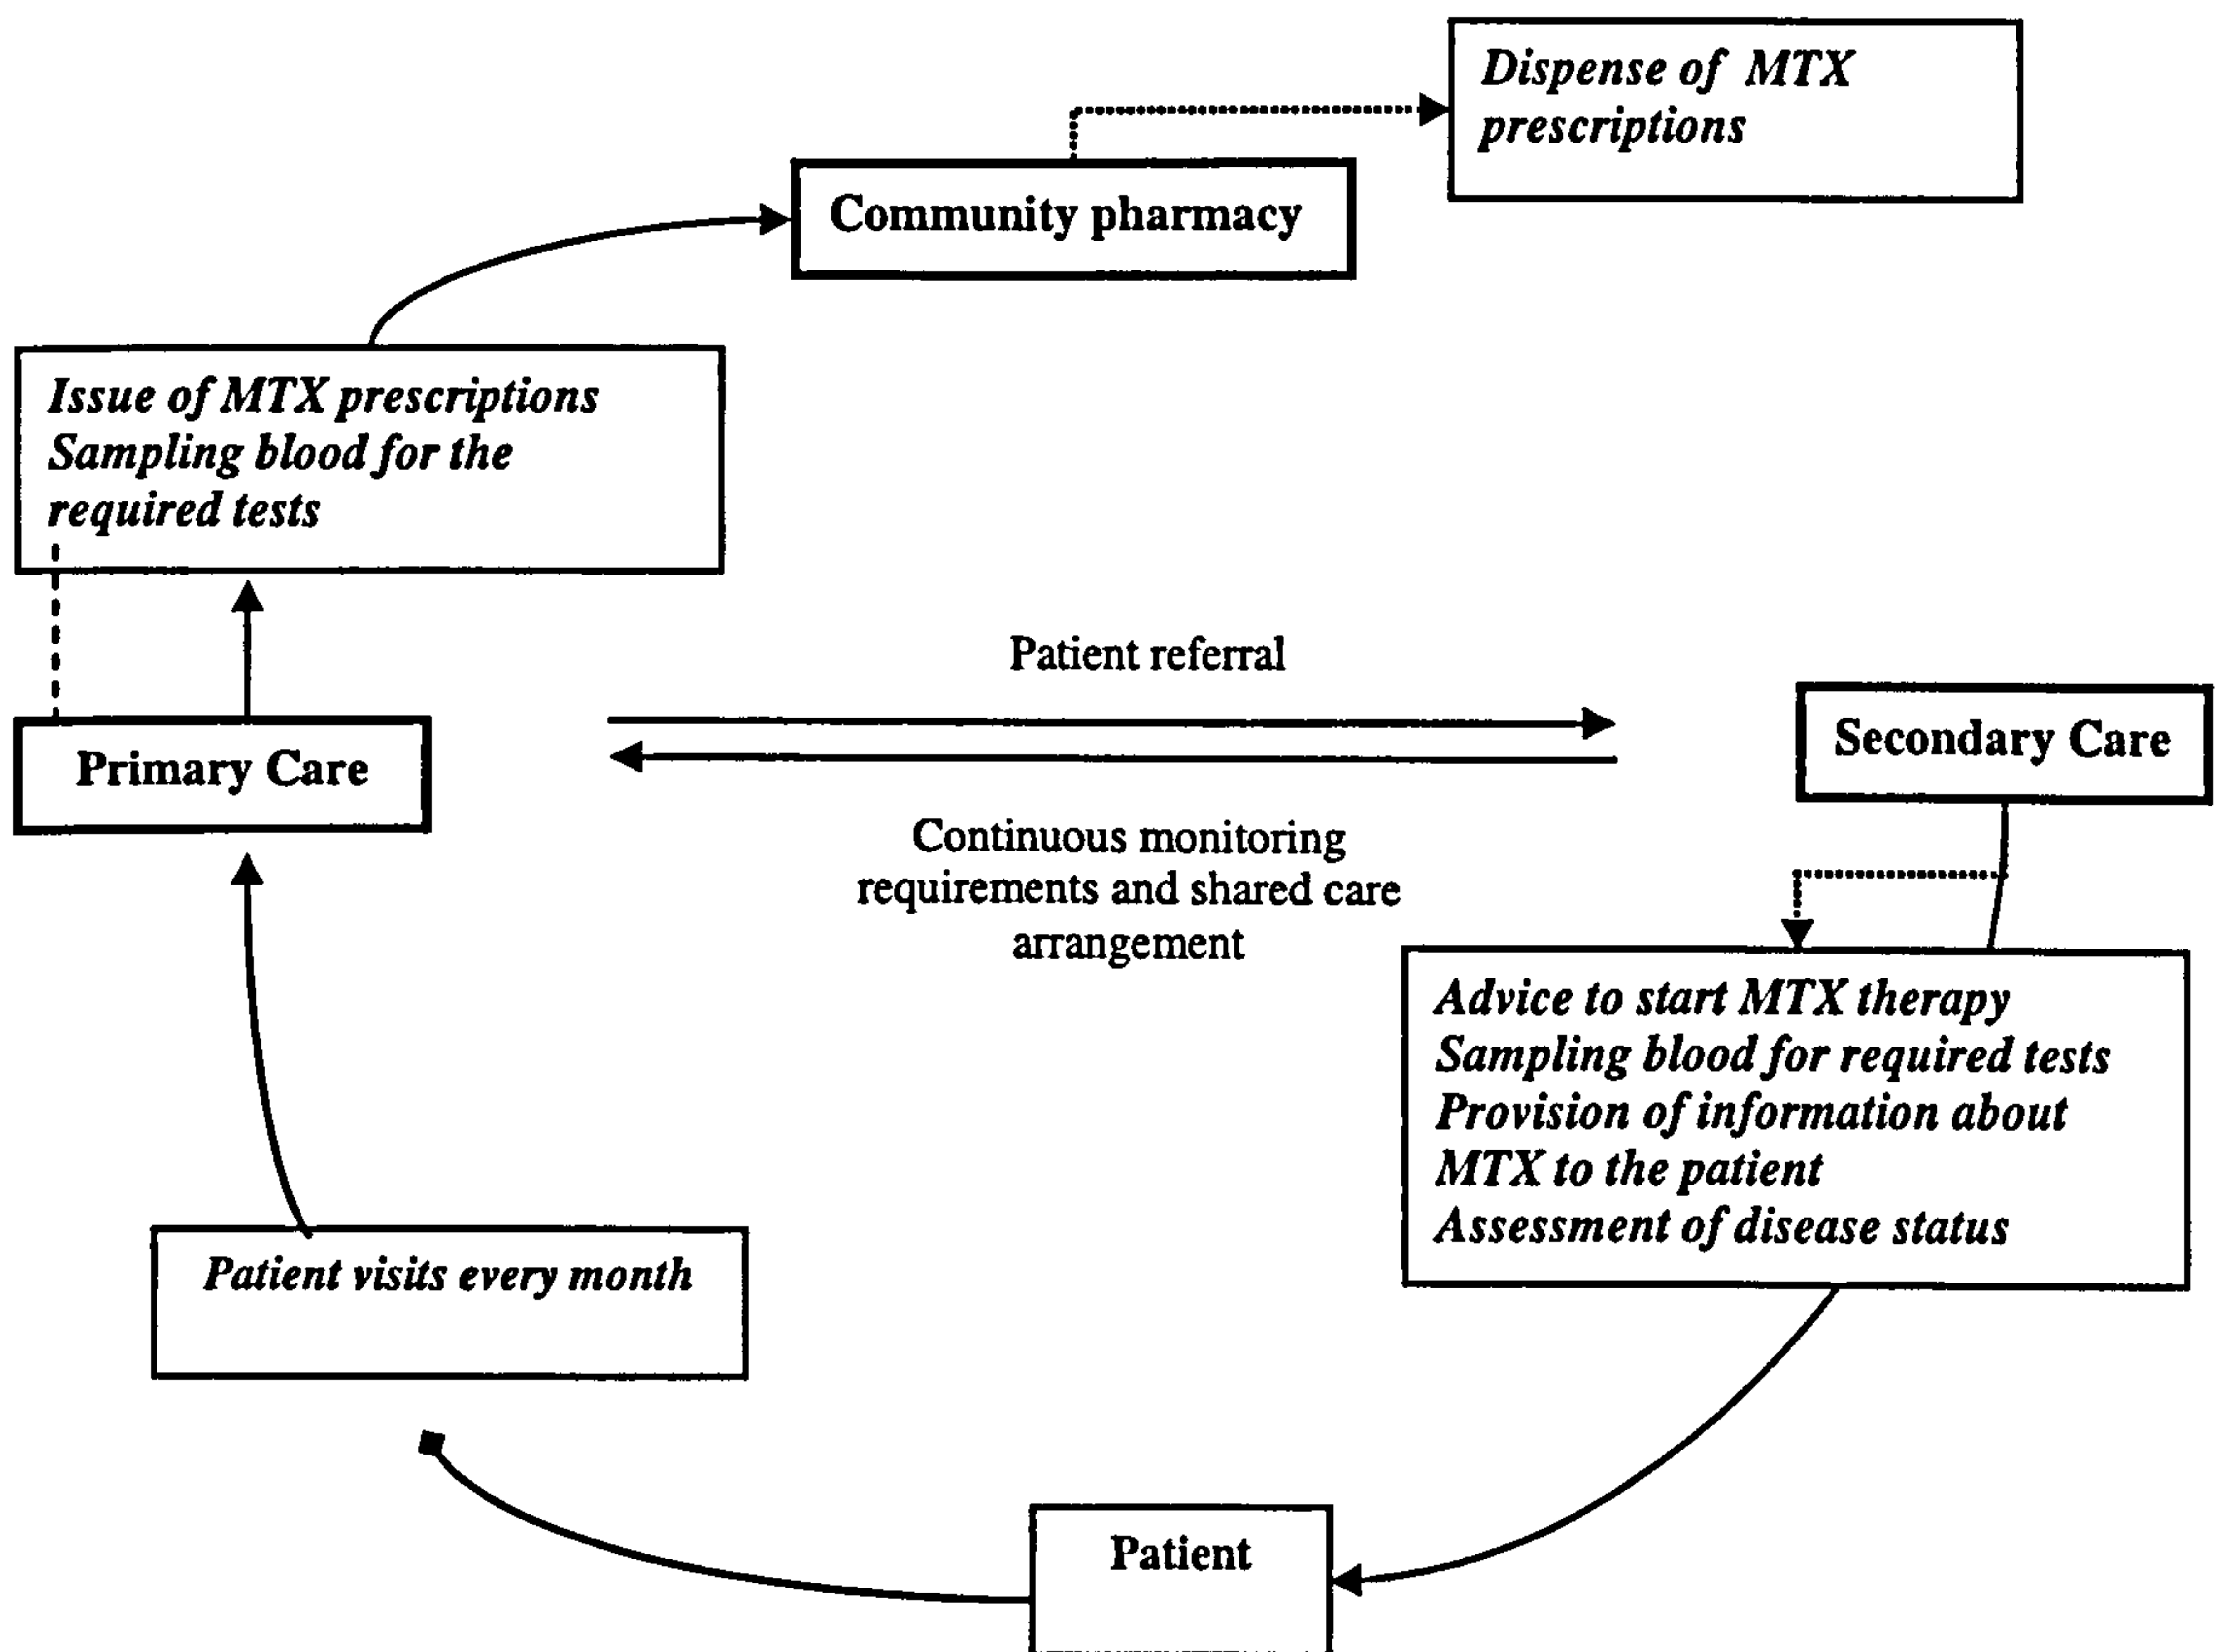 Dispense of MTX
prescriptions
Community pharmacy
Issue of MTX prescriptions
Sampling blood for the
required tests
Patient referral
Primary Care
Secondary Care
Continuous monitoring
requirements and shared care
arrangement
Advice to start MTX therapy
Sampling blood for required tests
Provision of information about
MTX to the patient
Assessment of disease status
Patient visits every month
Patient